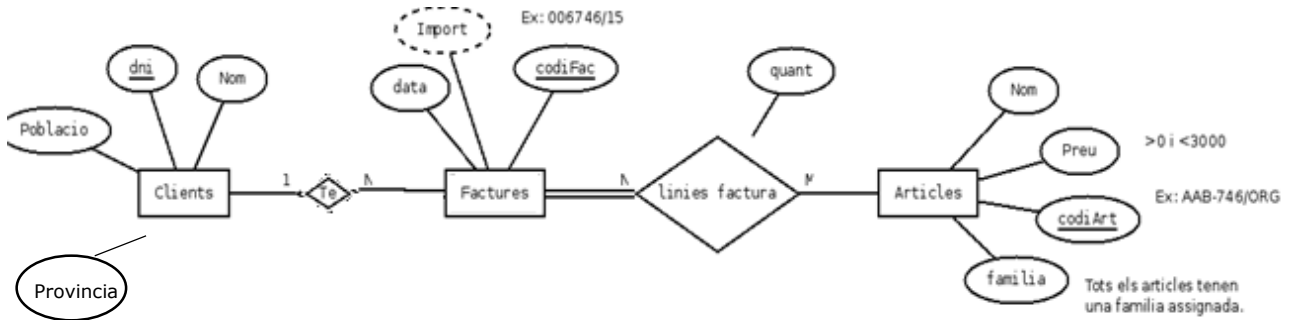 Import
Ex: 006746/15
dni
Nom
data
codiFac
quant
Nom
Poblacio
Preu
>0 i <3000
Clients
1
Te
N
Factures
N
linies factura
M
Articles
Ex: AAB-746/ORG
codiArt
Provincia
familia
Tots els articles tenen
una familia assignada.